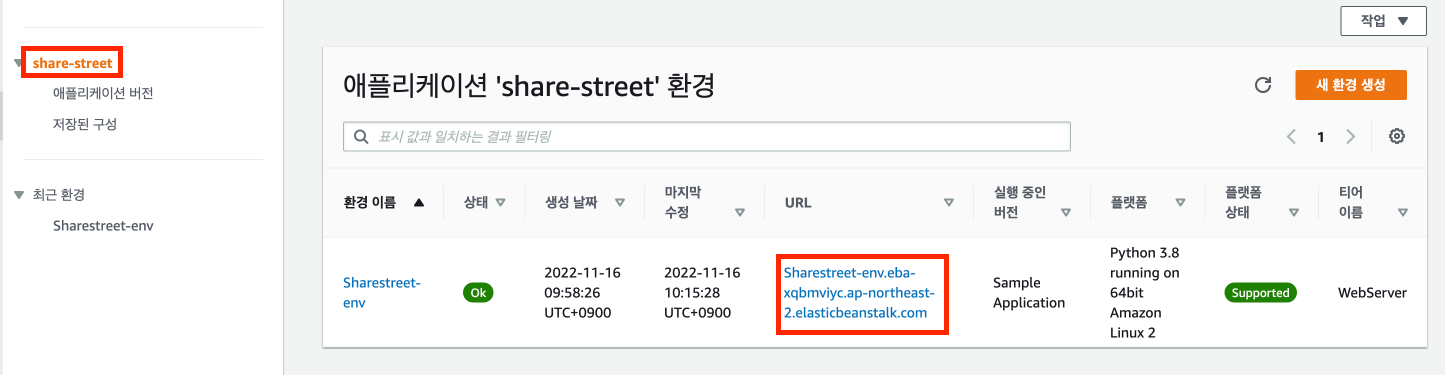 작업
share-street
애플리케이션 버전
저장된 구성
최근 환경
Sharestreet-env
애플리케이션 'share-street' 환경
새 환경 생성
표시 값과 일치하는 결과 필터링
1
환경 이름
상태
생성 날짜
마지막
수정
URL
실행 중인
버전
플랫폼
플랫폼
상태
티어
이름
Sharestreet-
env
Ok
2022-11-16
09:58:26
UTC+0900
2022-11-16
10:15:28
UTC+0900
Sharestreet-env.eba-
xqbmviyc.ap-northeast-
2.elasticbeanstalk.com
Sample
Application
Python 3.8
running on
64bit
Amazon
Linux 2
Supported
WebServer